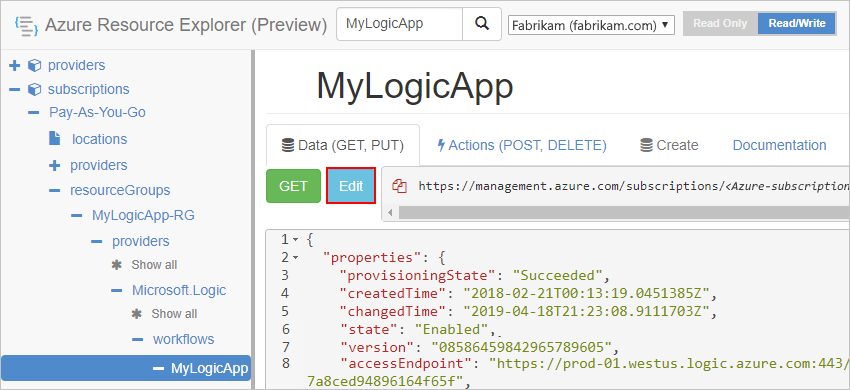 Azure Resource Explorer (Preview)
MyLogicApp
Fabrikam (fabrikam.com)
Read Only
Read/Write
providers
subscriptions
Pay-As-You-Go
locations
providers
resourceGroups
MyLogicApp-RG
providers
Show all
Microsoft.Logic
Show all
workflows
MyLogicApp
MyLogicApp
Data (GET, PUT)
Actions (POST, DELETE)
Create
Documentation
GET
Edit
https://management.azure.com/subscriptions/<Azure-subscription
1 {
2 "properties": {
3 "provisioningState": "Succeeded",
4 "createdTime": "2018-02-21T00:13:19.0451385Z",
5 "changedTime": "2019-04-18T21:23:08.9111703Z",
6 "state": "Enabled",
7 "version": "08586459842965789605",
8 "accessEndpoint": "https://prod-01.westus.logic.azure.com:443/
7a8ced94896164f65f",